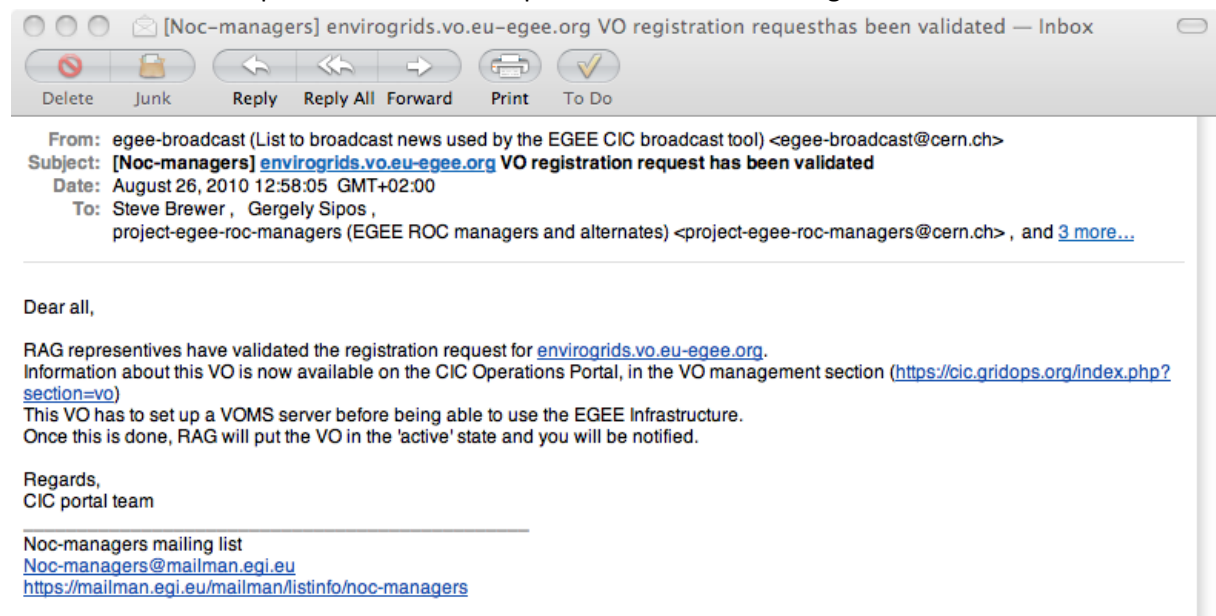 [Noc-managers] envirogrids.vo.eu-egee.org VO registration requesthas been validated — Inbox
Delete Junk Reply Reply All Forward Print To Do
From: egee-broadcast (List to broadcast news used by the EGEE CIC broadcast tool) <egee-broadcast@cern.ch>
Subject: [Noc-managers] envirogrids.vo.eu-egee.org VO registration request has been validated
Date: August 26, 2010 12:58:05 GMT+02:00
To: Steve Brewer , Gergely Sipos ,
project-egee-roc-managers (EGEE ROC managers and alternates) <project-egee-roc-managers@cern.ch> , and 3 more...
Dear all,
RAG representives have validated the registration request for envirogrids.vo.eu-egee.org.
Information about this VO is now available on the CIC Operations Portal, in the VO management section (https://cic.gridops.org/index.php?
section=vo)
This VO has to set up a VOMS server before being able to use the EGEE Infrastructure.
Once this is done, RAG will put the VO in the 'active' state and you will be notified.
Regards,
CIC portal team
Noc-managers mailing list
Noc-managers@mailman.egi.eu
https://mailman.egi.eu/mailman/listinfo/noc-managers